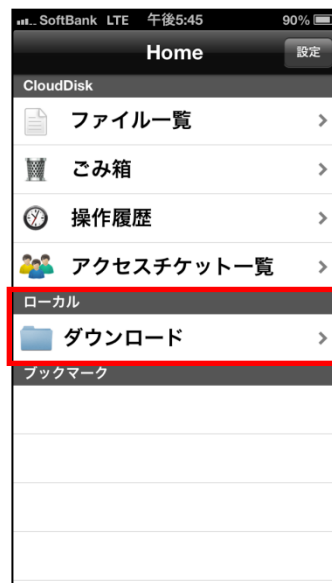 SoftBank LTE 午後5:45 90%
Home 設定
CloudDisk
ファイル一覧
ごみ箱
操作履歴
アクセスチケット一覧
ローカル
ダウンロード
ブックマーク